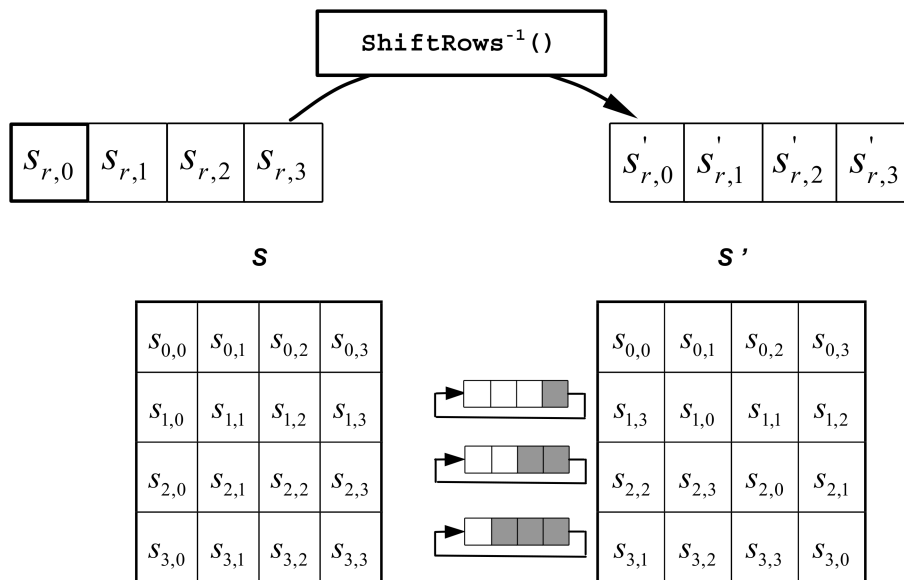 ShiftRows⁻¹()
s_{r,0} s_{r,1} s_{r,2} s_{r,3}
s'_{r,0} s'_{r,1} s'_{r,2} s'_{r,3}
S
S'
s_{0,0} s_{0,1} s_{0,2} s_{0,3}
s_{1,0} s_{1,1} s_{1,2} s_{1,3}
s_{2,0} s_{2,1} s_{2,2} s_{2,3}
s_{3,0} s_{3,1} s_{3,2} s_{3,3}
s_{0,0} s_{0,1} s_{0,2} s_{0,3}
s_{1,3} s_{1,0} s_{1,1} s_{1,2}
s_{2,2} s_{2,3} s_{2,0} s_{2,1}
s_{3,1} s_{3,2} s_{3,3} s_{3,0}